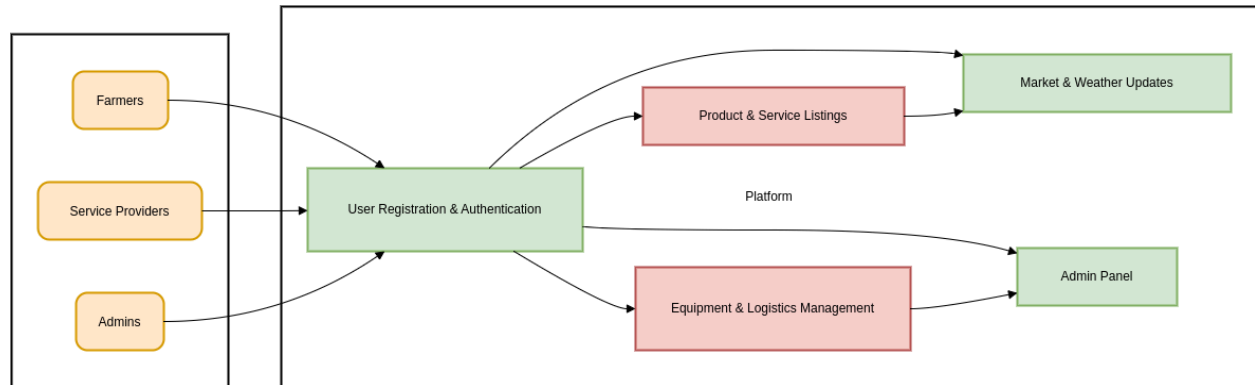 Farmers
Service Providers
Admins
User Registration & Authentication
Product & Service Listings
Market & Weather Updates
Platform
Equipment & Logistics Management
Admin Panel